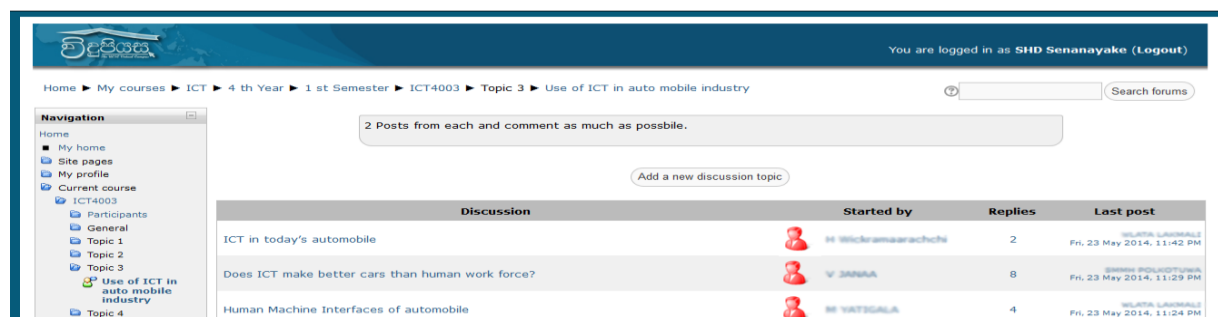 විදුපියස
You are logged in as SHD Senanayake (Logout)
Home ► My courses ► ICT ► 4 th Year ► 1 st Semester ► ICT4003 ► Topic 3 ► Use of ICT in auto mobile industry
Search forums
Navigation
Home
My home
Site pages
My profile
Current course
ICT4003
Participants
General
Topic 1
Topic 2
Topic 3
Use of ICT in
auto mobile
industry
Topic 4
2 Posts from each and comment as much as possbile.
Add a new discussion topic
Discussion Started by Replies Last post
ICT in today's automobile 2
Fri, 23 May 2014, 11:42 PM
Does ICT make better cars than human work force? 8
Fri, 23 May 2014, 11:29 PM
Human Machine Interfaces of automobile 4
Fri, 23 May 2014, 11:24 PM